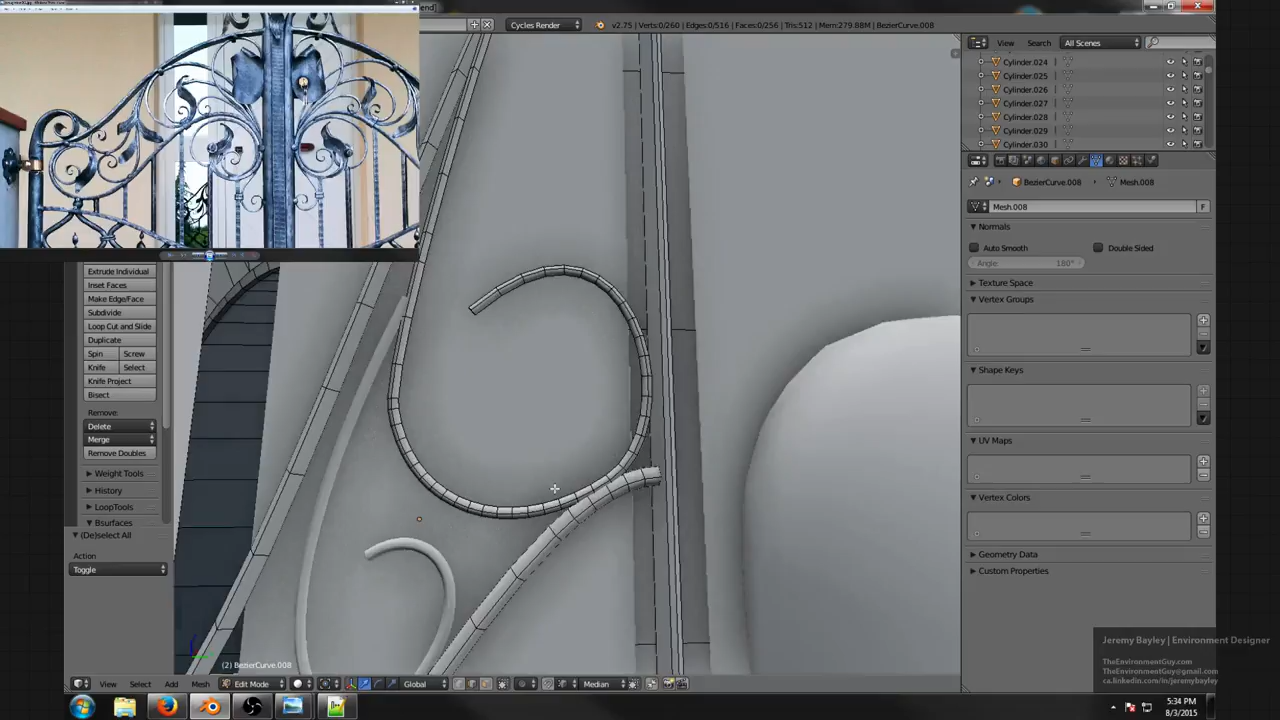 end]
Cycles Render
v2.75 | Verts:0/260 | Edges:0/516 | Faces:0/256 | Tris:512 | Mem:279.88M | BezierCurve.008
View Search All Scenes
Cylinder.024
Cylinder.025
Cylinder.026
Cylinder.027
Cylinder.028
Cylinder.029
Cylinder.030
BezierCurve.008 Mesh.008
Mesh.008 F
Normals
Auto Smooth Double Sided
Angle: 180°
Texture Space
Vertex Groups
Shape Keys
UV Maps
Vertex Colors
Geometry Data
Custom Properties
Extrude Individual
Inset Faces
Make Edge/Face
Subdivide
Loop Cut and Slide
Duplicate
Spin Screw
Knife Select
Knife Project
Bisect
Remove:
Delete
Merge
Remove Doubles
Weight Tools
History
LoopTools
Bsurfaces
(De)select All
Action
Toggle
(2) BezierCurve.008
View Select Add Mesh Edit Mode Global Median
Jeremy Bayley | Environment Designer
TheEnvironmentGuy.com
TheEnvironmentGuy@gmail.com
ca.linkedin.com/in/jeremybayley
5:34 PM
8/3/2015